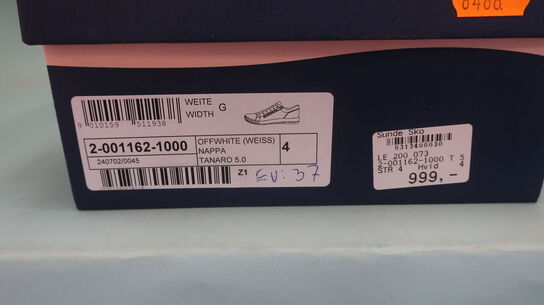 0400.
WEITE
WIDTH G
9 010159 511938
2-001162-1000
240702/0045
OFFWHITE (WEISS)
NAPPA
TANARO 5.0
4
Z1
EU: 37
Sunde Sko
0313400030
LE 200 073
2-001162-1000 T 5
STR 4 Hvid 4
999,-